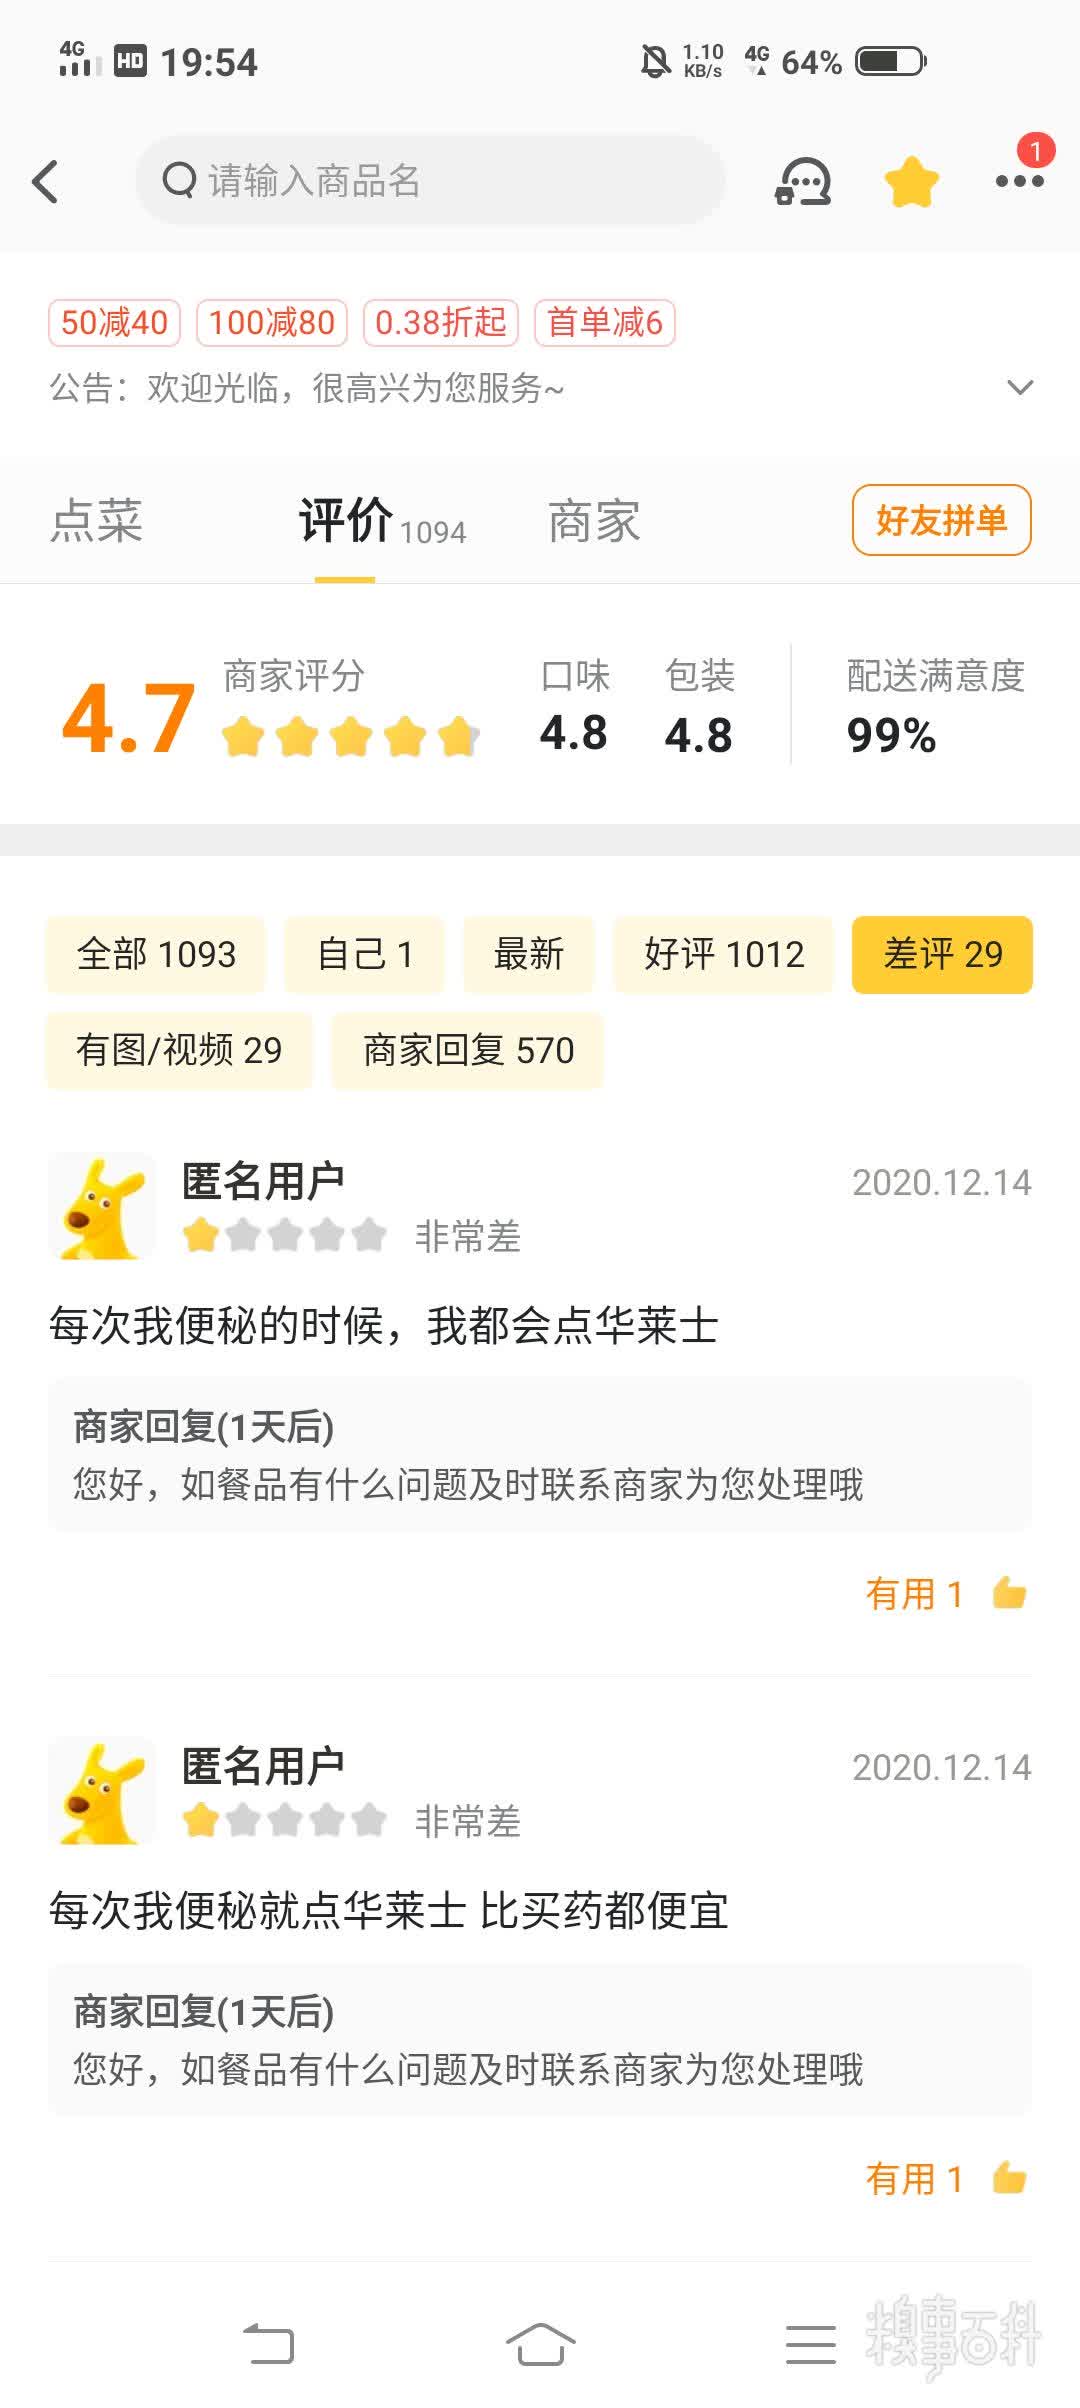 4G HD 19:54 1.10 KB/s 4G 64%
请输入商品名 1
50减40 100减80 0.38折起 首单减6
公告：欢迎光临，很高兴为您服务~
点菜 评价 1094 商家 好友拼单
4.7 商家评分 口味 4.8 包装 4.8 配送满意度 99%
全部 1093 自己 1 最新 好评 1012 差评 29
有图/视频 29 商家回复 570
匿名用户 2020.12.14
非常差
每次我便秘的时候，我都会点华莱士
商家回复(1天后)
您好，如餐品有什么问题及时联系商家为您处理哦
有用 1
匿名用户 2020.12.14
非常差
每次我便秘就点华莱士 比买药都便宜
商家回复(1天后)
您好，如餐品有什么问题及时联系商家为您处理哦
有用 1
糗事百科